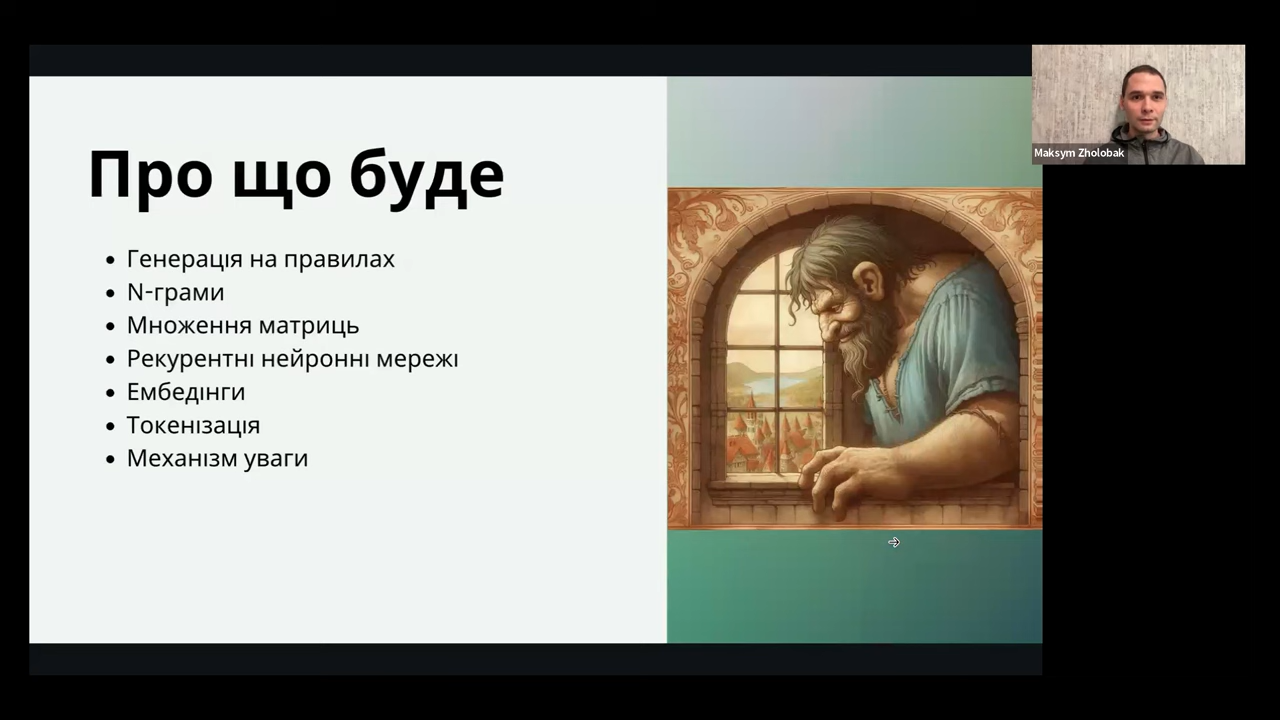 Про що буде
Генерація на правилах
N-грами
Множення матриць
Рекурентні нейронні мережі
Ембедінги
Токенізація
Механізм уваги
Maksym Zholobak